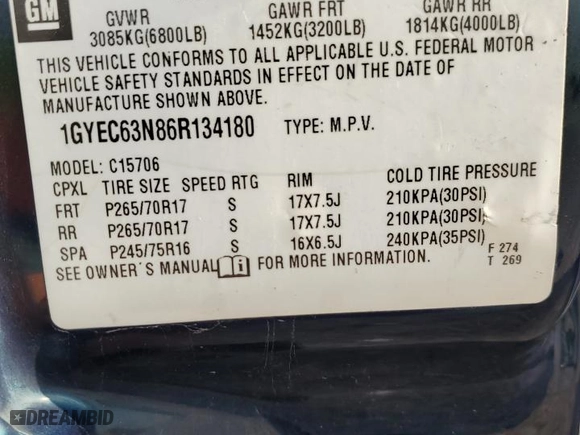 GM
GVWR GAWR FRT GAWR RR
3085KG(6800LB) 1452KG(3200LB) 1814KG(4000LB)
THIS VEHICLE CONFORMS TO ALL APPLICABLE U.S. FEDERAL MOTOR
VEHICLE SAFETY STANDARDS IN EFFECT ON THE DATE OF
MANUFACTURE SHOWN ABOVE.
1GYEC63N86R134180 TYPE: M.P.V.
MODEL: C15706
CPXL TIRE SIZE SPEED RTG RIM COLD TIRE PRESSURE
FRT P265/70R17 S 17X7.5J 210KPA(30PSI)
RR P265/70R17 S 17X7.5J 210KPA(30PSI)
SPA P245/75R16 S 16X6.5J 240KPA(35PSI)
SEE OWNER'S MANUAL FOR MORE INFORMATION.
F 274
T 269
DREAMBID